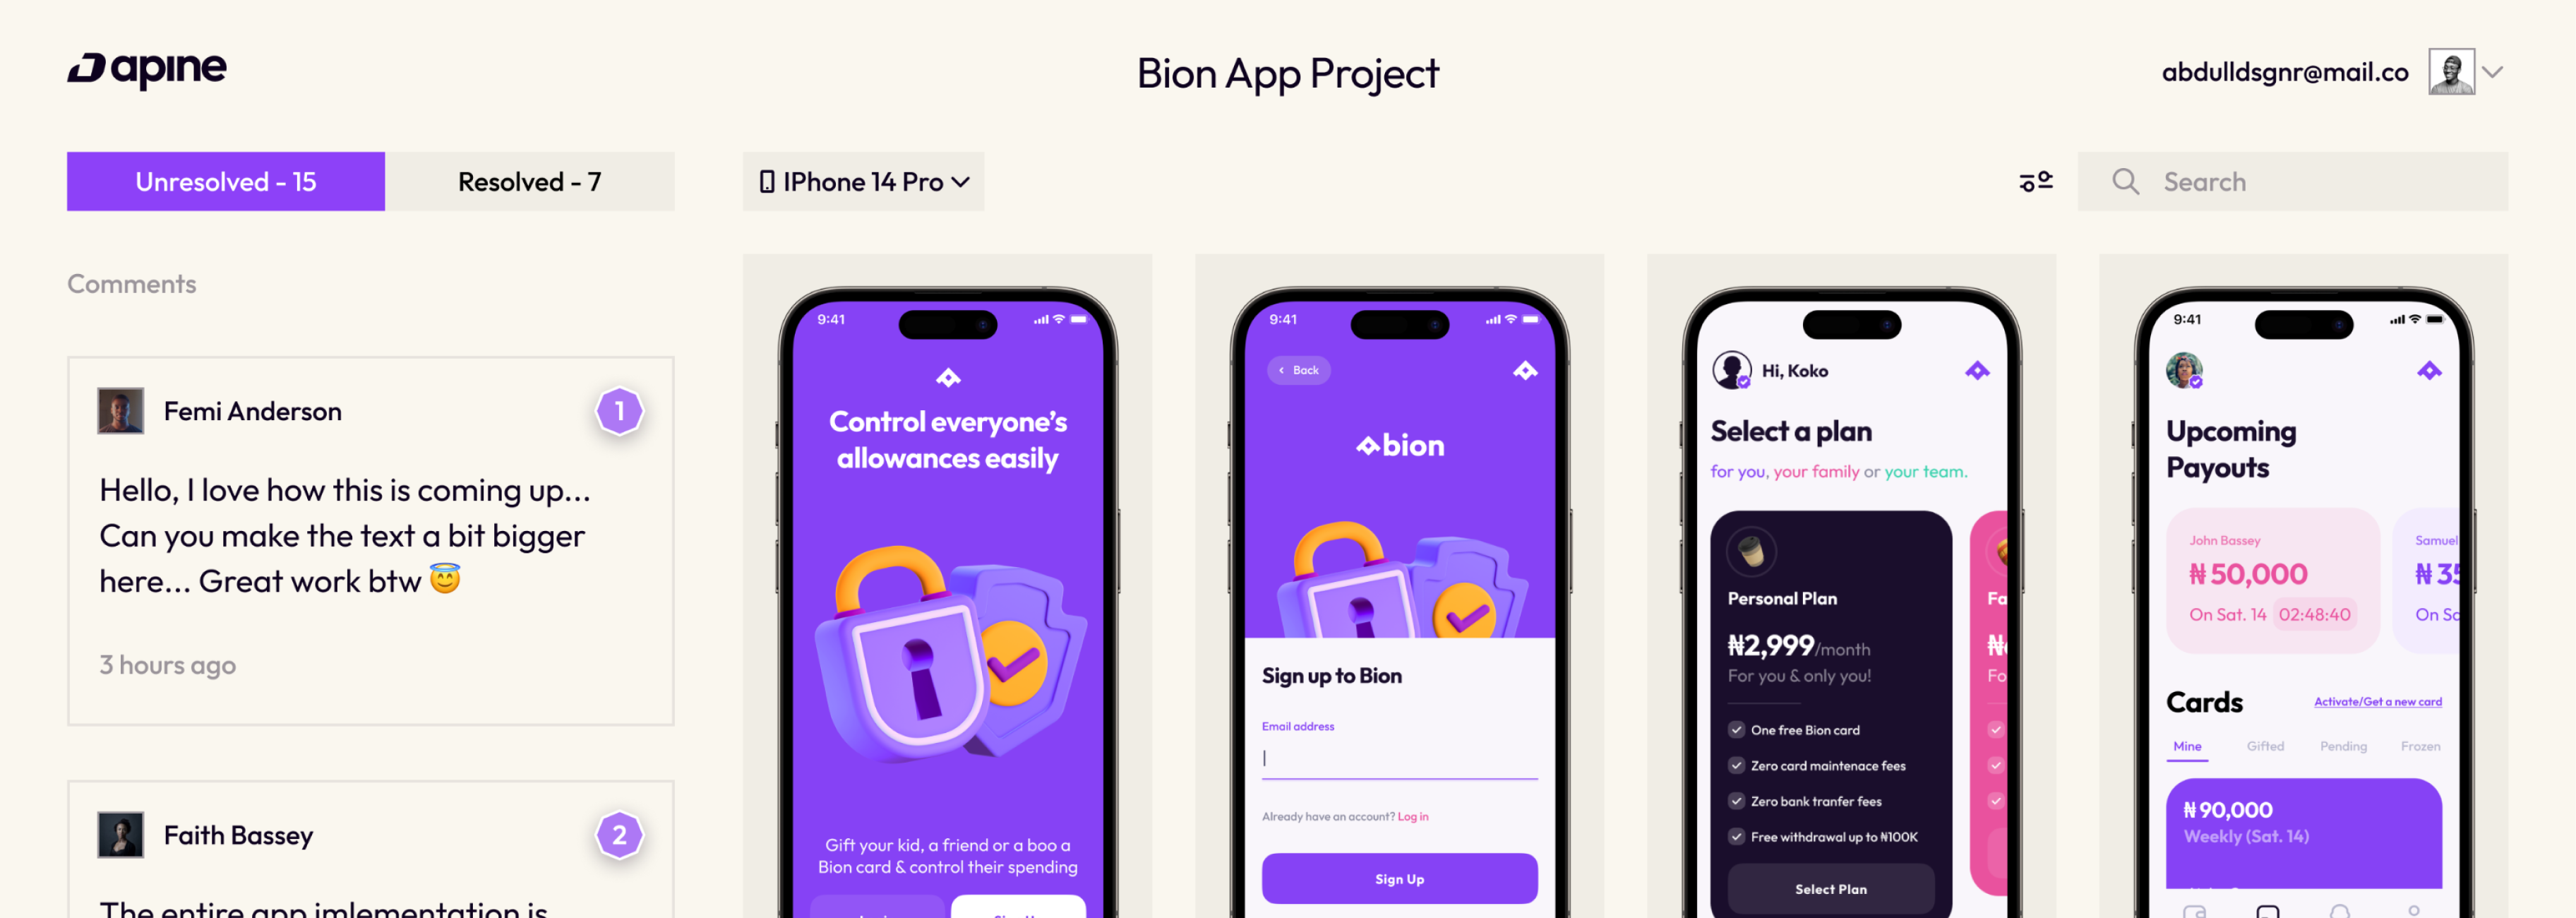 apine
Bion App Project
abdulldsgnr@mail.co
Unresolved - 15
Resolved - 7
IPhone 14 Pro
Search
Comments
Femi Anderson
1
Hello, I love how this is coming up...
Can you make the text a bit bigger
here... Great work btw 😇
3 hours ago
Faith Bassey
2
The entire app imlementation is
9:41
Control everyone's
allowances easily
Gift your kid, a friend or a boo a
Bion card & control their spending
9:41
Back
bion
Sign up to Bion
Email address
Already have an account? Log in
Sign Up
Hi, Koko
Select a plan
for you, your family or your team.
Personal Plan
₦2,999/month
For you & only you!
One free Bion card
Zero card maintenace fees
Zero bank tranfer fees
Free withdrawal up to ₦100K
Select Plan
Fa
₦
Fo
9:41
Upcoming
Payouts
John Bassey
₦ 50,000
On Sat. 14 02:48:40
Samuel
₦ 35
On Sa
Cards
Activate/Get a new card
Mine
Gifted
Pending
Frozen
₦ 90,000
Weekly (Sat. 14)